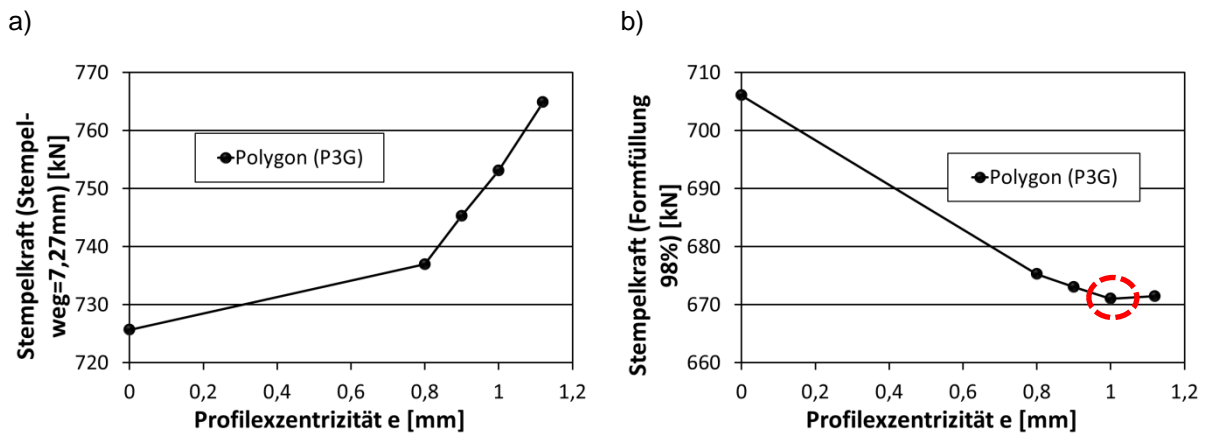 a)
770
760
750
740
730
720
Stempelkraft (Stempel-
weg=7,27mm) [kN]
Polygon (P3G)
0
0,2
0,4
0,6
0,8
1
1,2
Profilexzentrizität e [mm]
b)
710
700
690
680
670
660
Stempelkraft (Formfüllung
98%) [kN]
Polygon (P3G)
0
0,2
0,4
0,6
0,8
1
1,2
Profilexzentrizität e [mm]